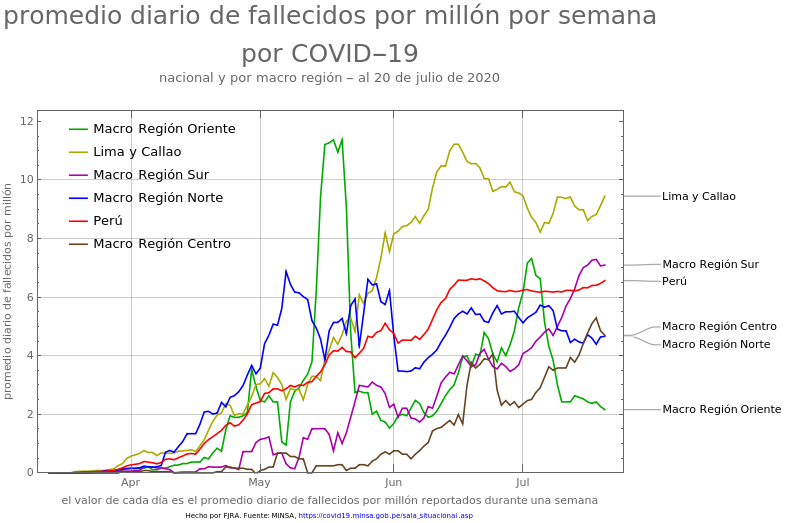 promedio diario de fallecidos por millón por semana
por COVID−19
nacional y por macro región − al 20 de julio de 2020
promedio diario de fallecidos por millón
12
10
8
6
4
2
0
Macro Región Oriente
Lima y Callao
Macro Región Sur
Macro Región Norte
Perú
Macro Región Centro
Lima y Callao
Macro Región Sur
Perú
Macro Región Centro
Macro Región Norte
Macro Región Oriente
Apr May Jun Jul
el valor de cada día es el promedio diario de fallecidos por millón reportados durante una semana
Hecho por FJRA. Fuente: MINSA, https://covid19.minsa.gob.pe/sala_situacional.asp